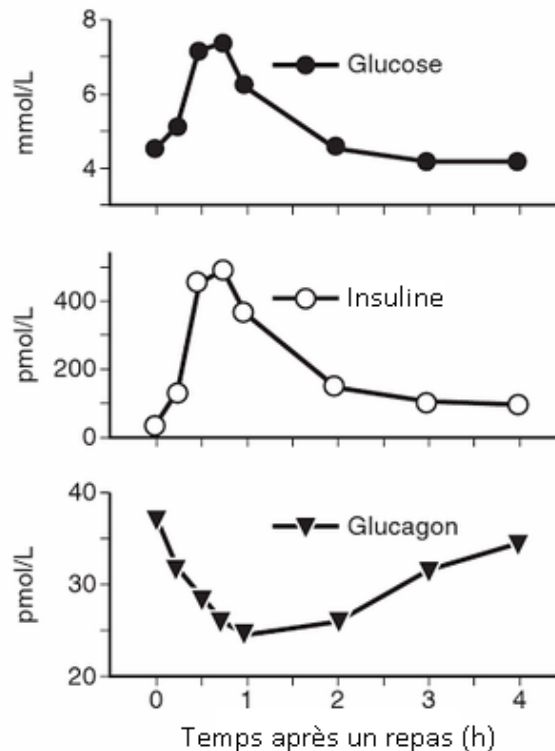 8
6
4
mmol/L
Glucose
400
200
0
pmol/L
Insuline
40
30
20
pmol/L
Glucagon
0 1 2 3 4
Temps après un repas (h)